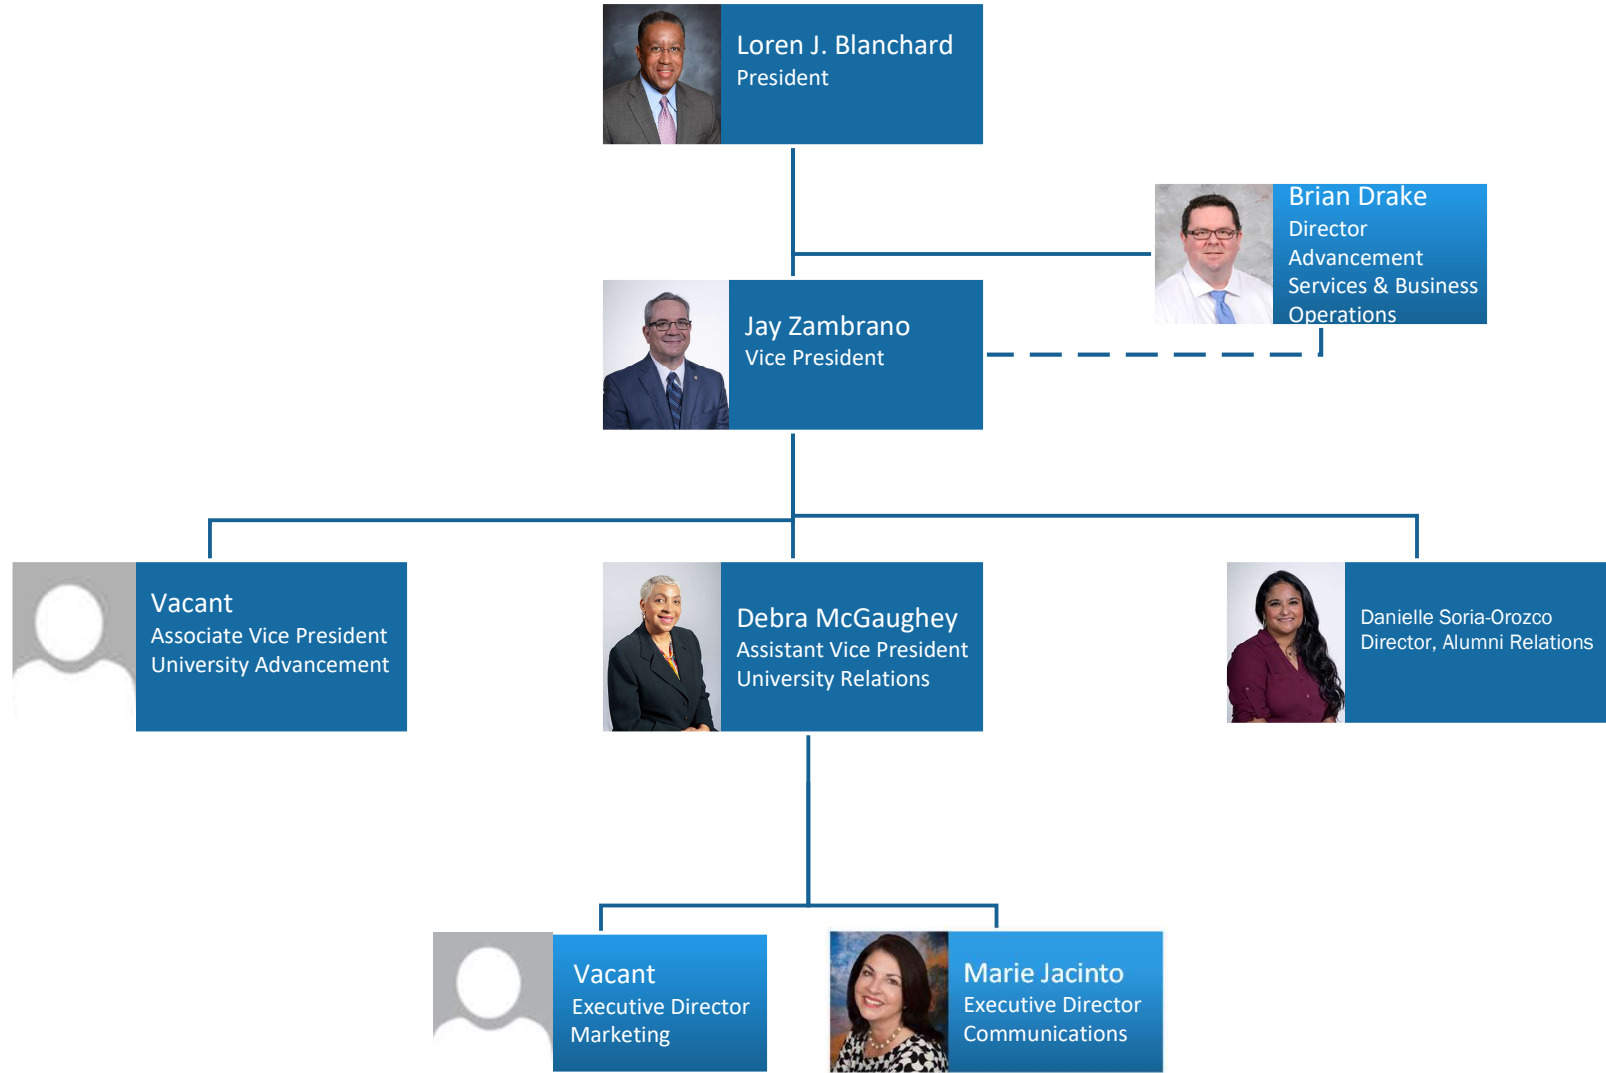 Loren J. Blanchard
President
Brian Drake
Director
Advancement
Services & Business
Operations
Jay Zambrano
Vice President
Vacant
Associate Vice President
University Advancement
Debra McGaughey
Assistant Vice President
University Relations
Danielle Soria-Orozco
Director, Alumni Relations
Vacant
Executive Director
Marketing
Marie Jacinto
Executive Director
Communications